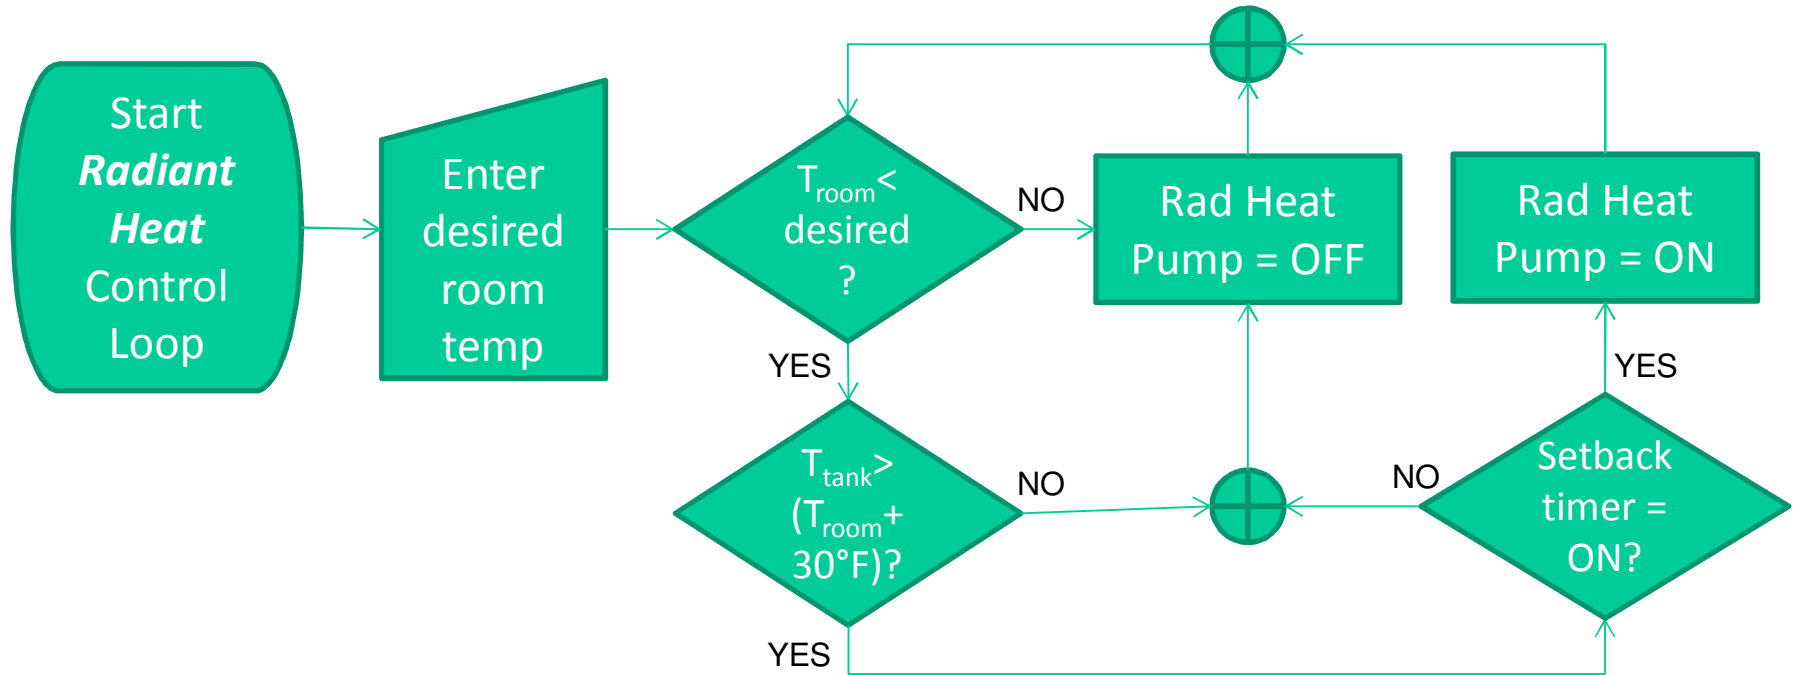 Start
Radiant
Heat
Control
Loop
Enter
desired
room
temp
Troom<
desired
?
NO
YES
Rad Heat
Pump = OFF
Rad Heat
Pump = ON
Ttank>
(Troom+
30°F)?
NO
YES
Setback
timer =
ON?
NO
YES